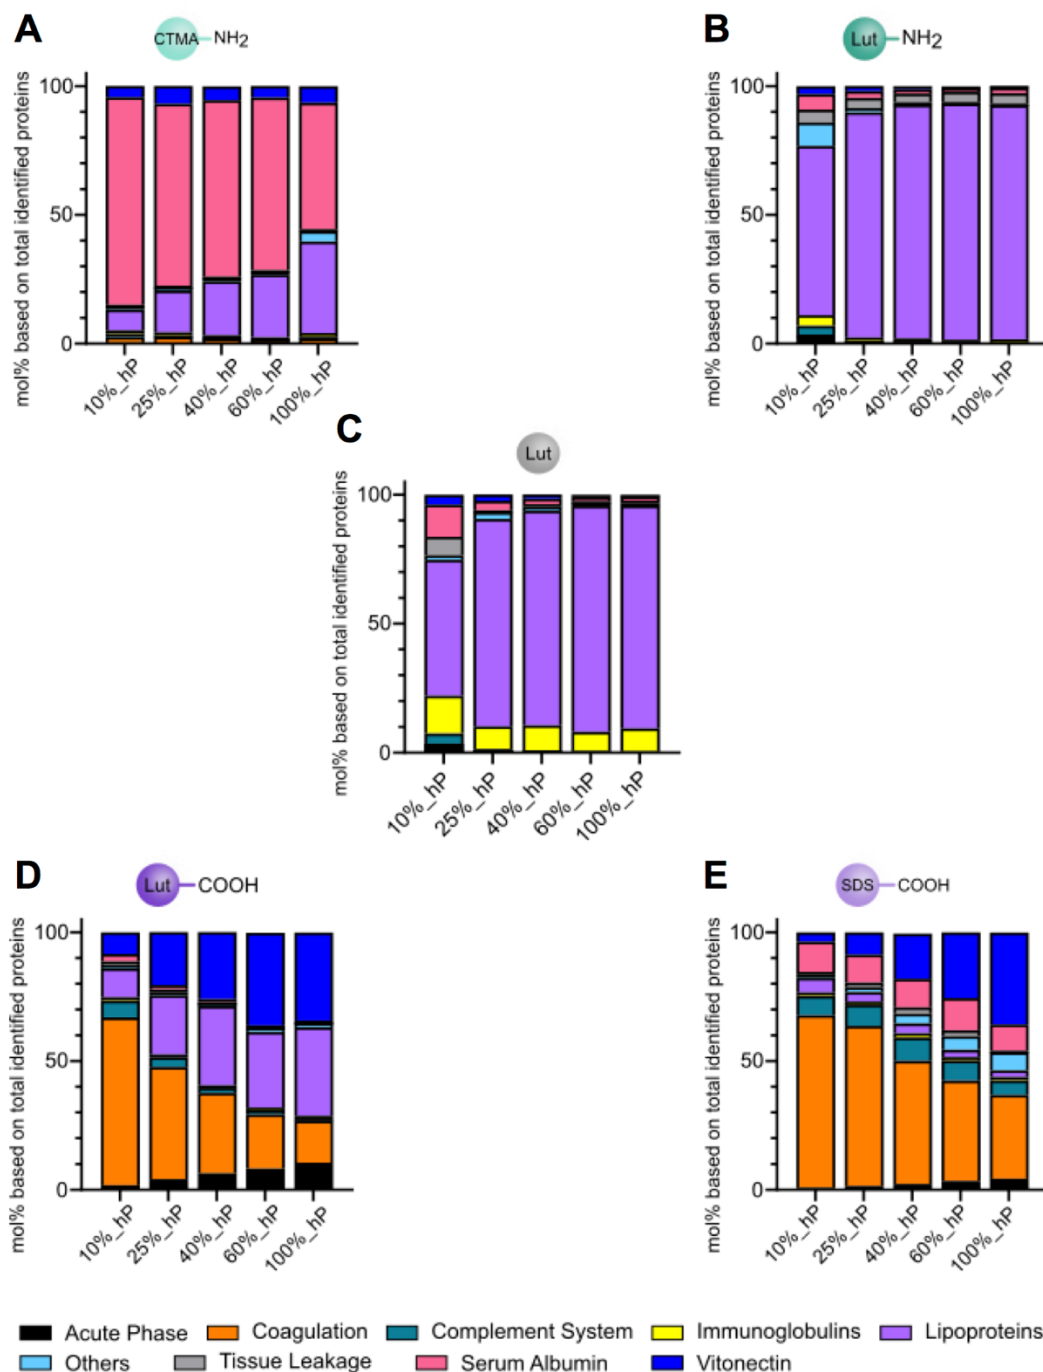 A
CTMA NH2
mol% based on total identified proteins
100
50
0
10%_hP
25%_hP
40%_hP
60%_hP
100%_hP
B
Lut NH2
mol% based on total identified proteins
100
50
0
10%_hP
25%_hP
40%_hP
60%_hP
100%_hP
C
Lut
mol% based on total identified proteins
100
50
0
10%_hP
25%_hP
40%_hP
60%_hP
100%_hP
D
Lut COOH
mol% based on total identified proteins
100
50
0
10%_hP
25%_hP
40%_hP
60%_hP
100%_hP
E
SDS COOH
mol% based on total identified proteins
100
50
0
10%_hP
25%_hP
40%_hP
60%_hP
100%_hP
Acute Phase Coagulation Complement System Immunoglobulins Lipoproteins
Others Tissue Leakage Serum Albumin Vitonectin